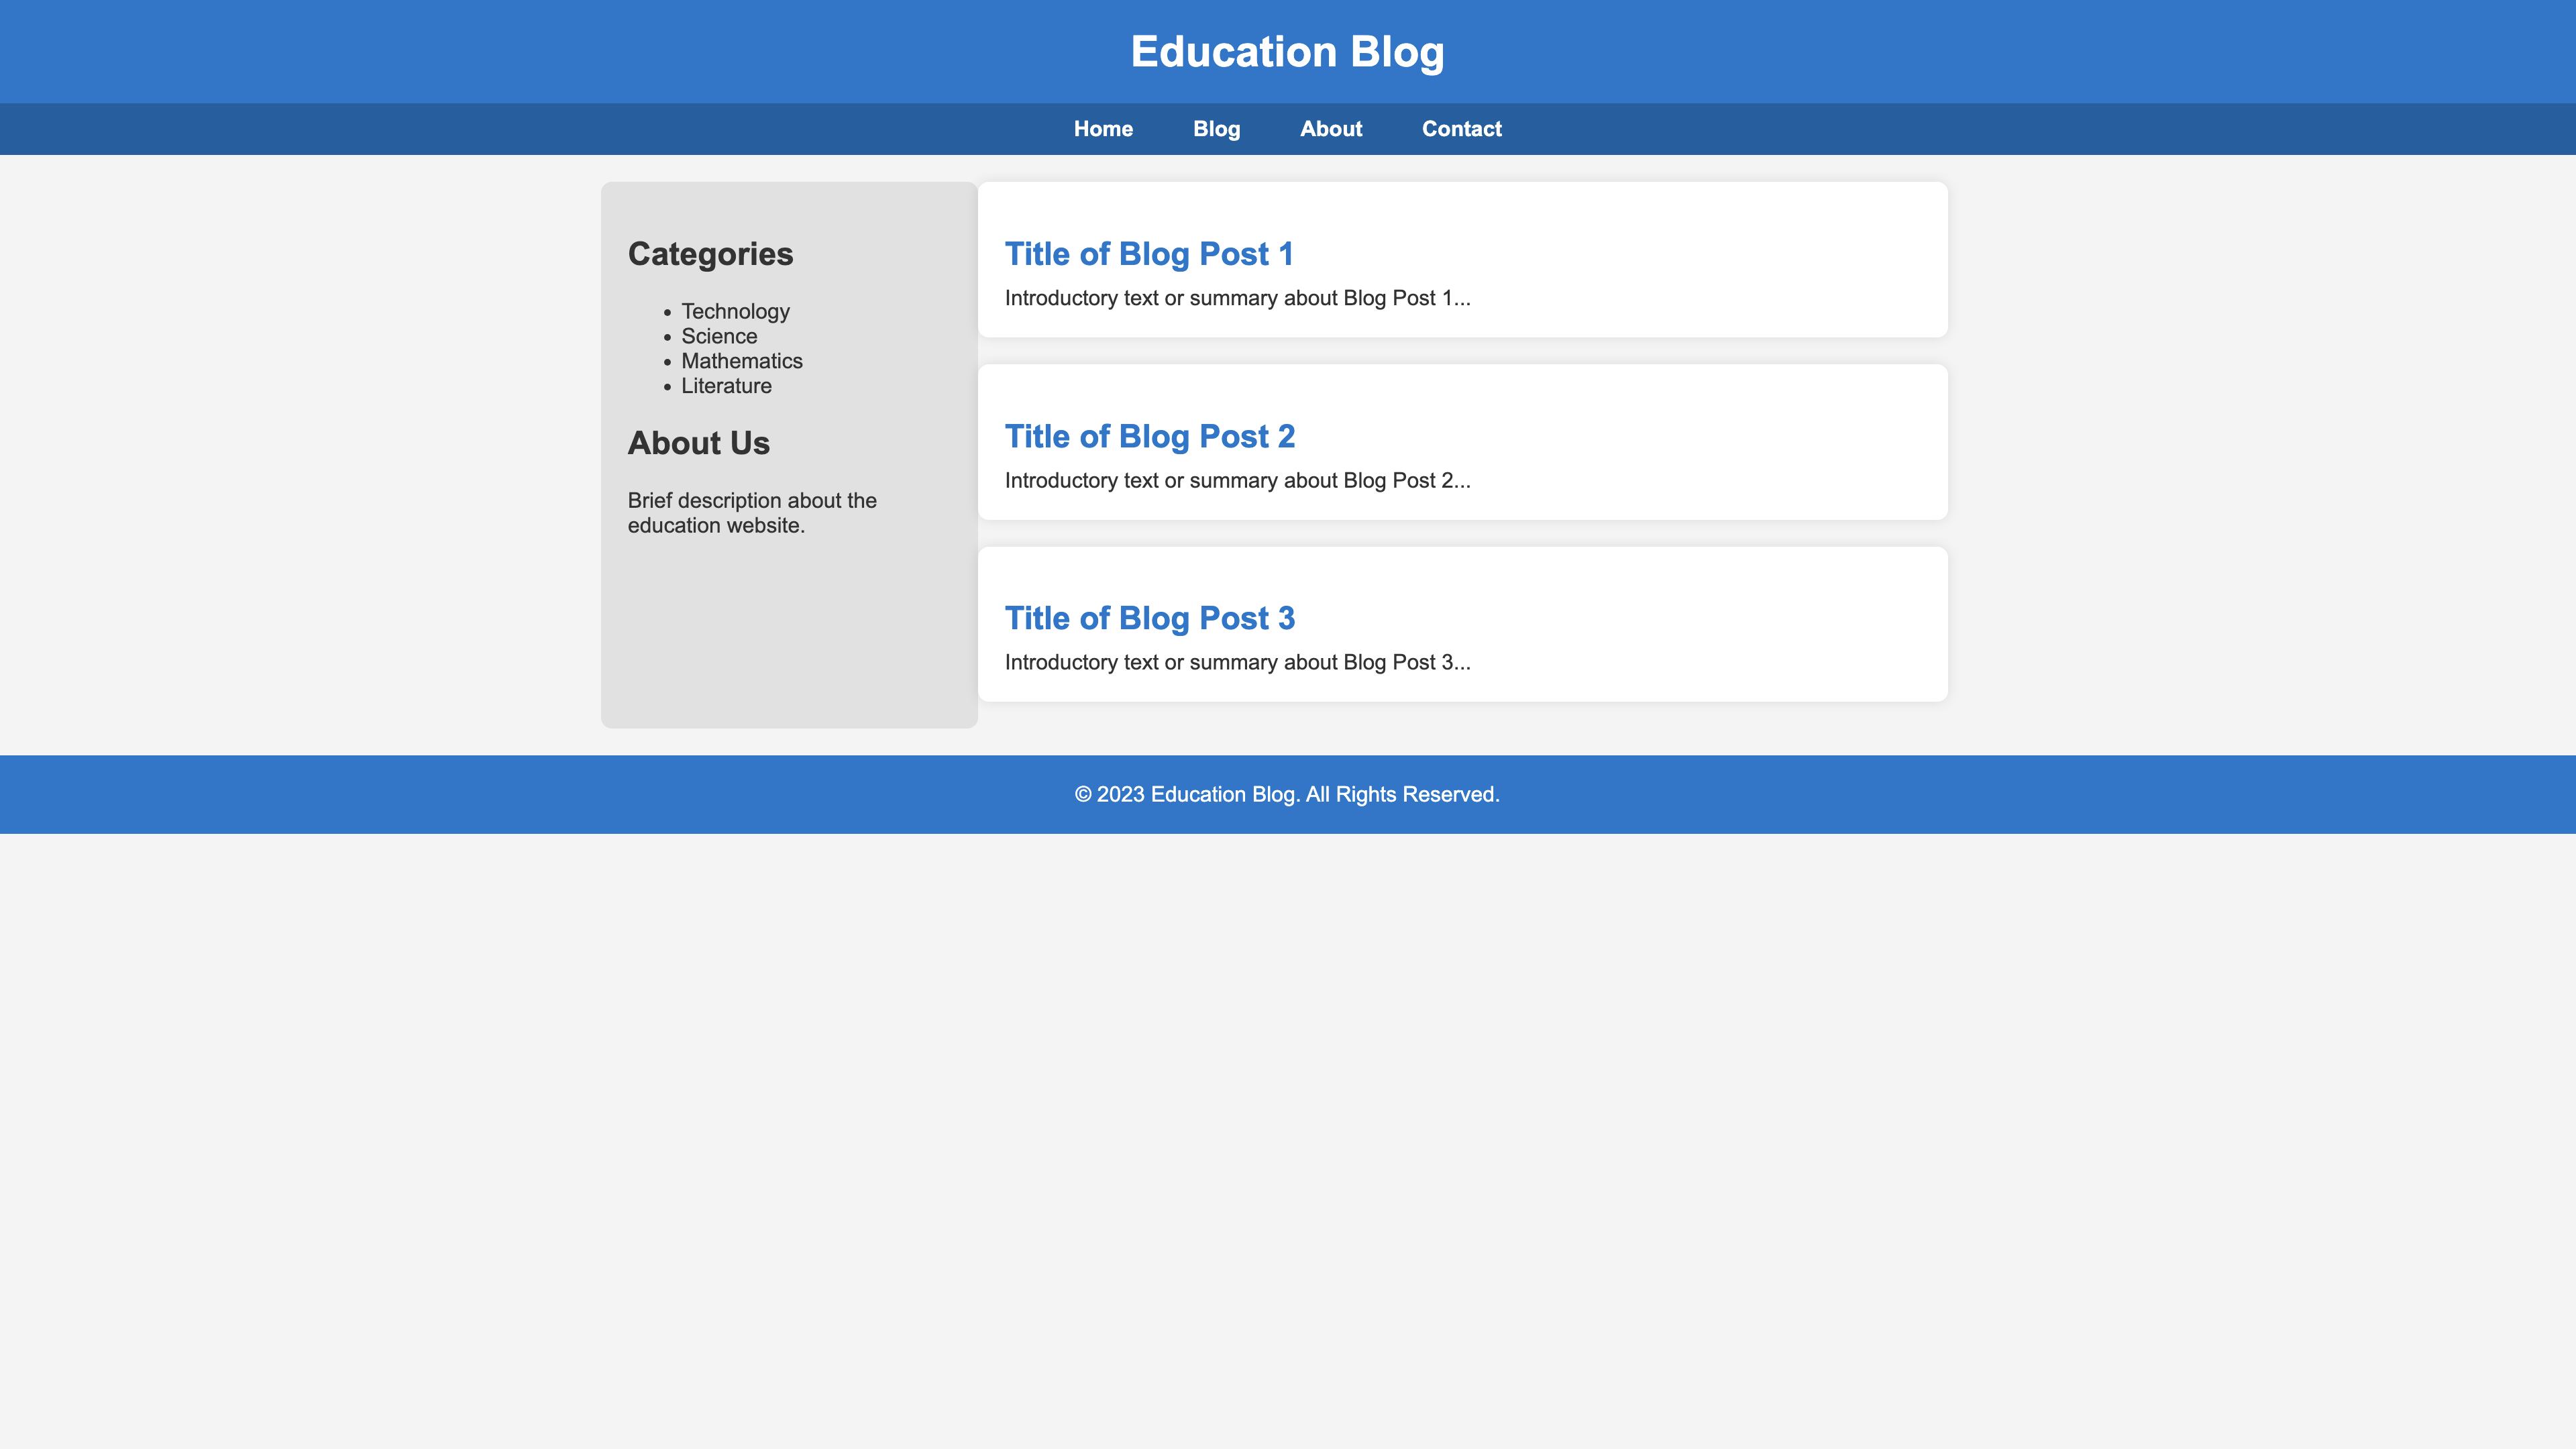 Education Blog
Home Blog About Contact
Categories
• Technology
• Science
• Mathematics
• Literature
About Us
Brief description about the
education website.
Title of Blog Post 1
Introductory text or summary about Blog Post 1...
Title of Blog Post 2
Introductory text or summary about Blog Post 2...
Title of Blog Post 3
Introductory text or summary about Blog Post 3...
© 2023 Education Blog. All Rights Reserved.